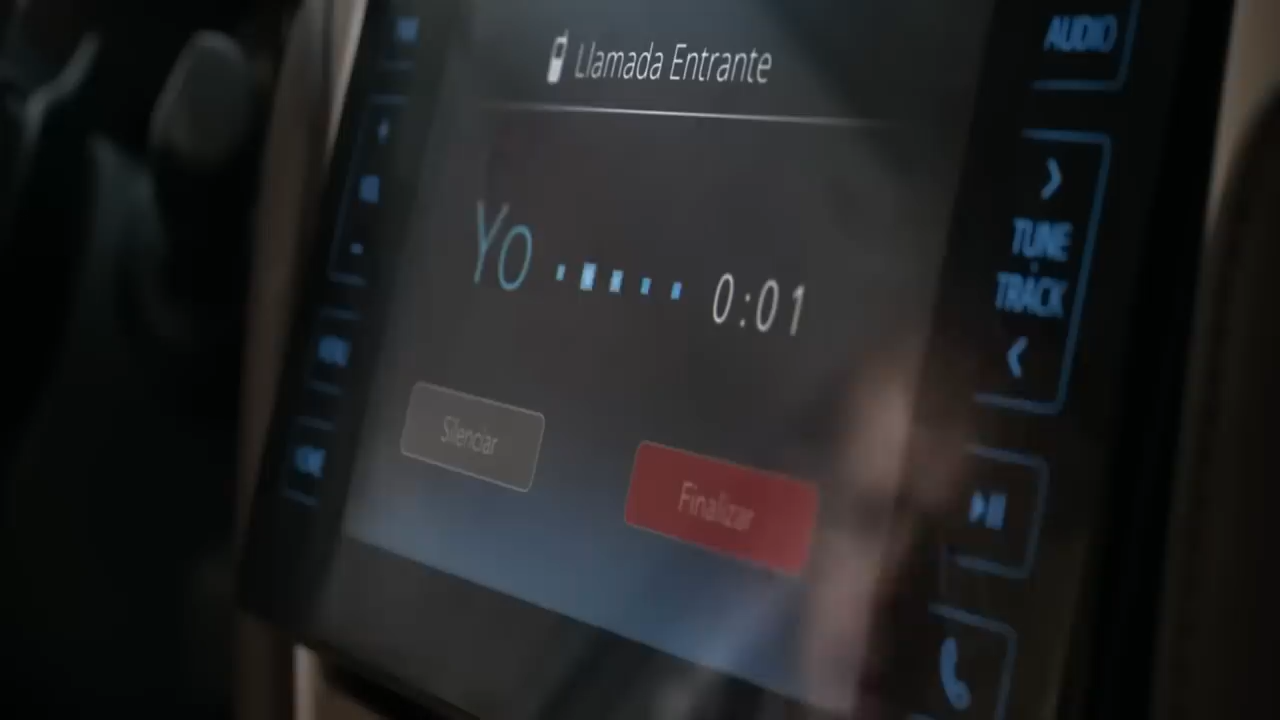 Llamada Entrante
AUDIO
Yo
0:01
TUNE
TRACK
Silenciar
Finalizar